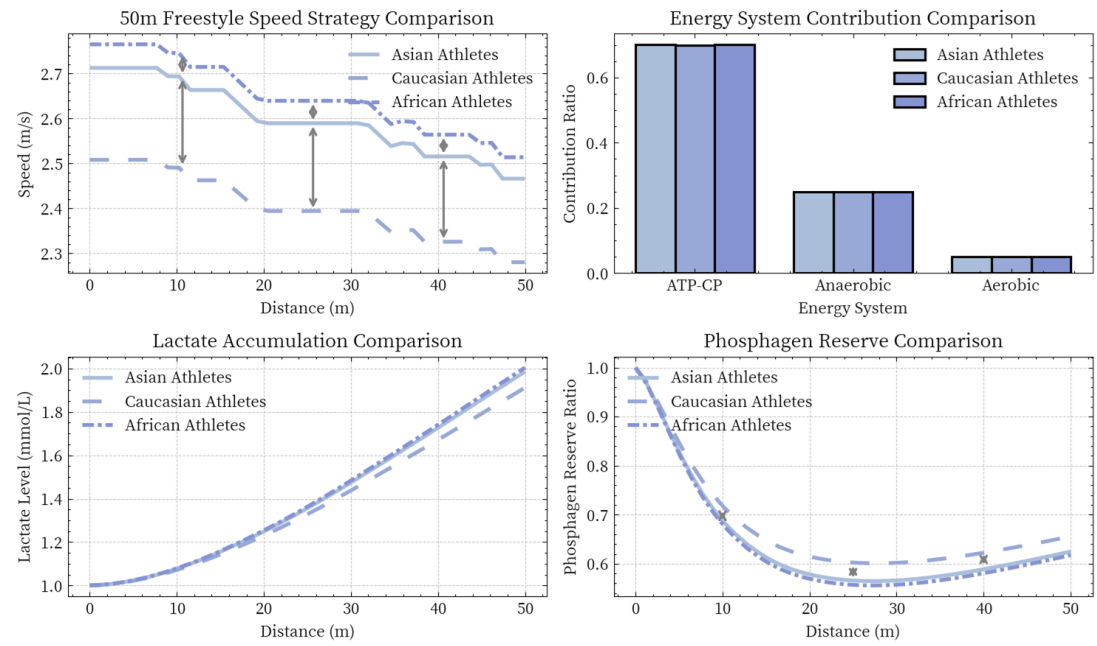 50m Freestyle Speed Strategy Comparison
Speed (m/s)
2.7
2.6
2.5
2.4
2.3
Asian Athletes
Caucasian Athletes
African Athletes
0 10 20 30 40 50
Distance (m)
Energy System Contribution Comparison
Contribution Ratio
0.6
0.4
0.2
0.0
Asian Athletes
Caucasian Athletes
African Athletes
ATP-CP Anaerobic Aerobic
Energy System
Lactate Accumulation Comparison
Lactate Level (mmol/L)
2.0
1.8
1.6
1.4
1.2
1.0
Asian Athletes
Caucasian Athletes
African Athletes
0 10 20 30 40 50
Distance (m)
Phosphagen Reserve Comparison
Phosphagen Reserve Ratio
1.0
0.9
0.8
0.7
0.6
Asian Athletes
Caucasian Athletes
African Athletes
0 10 20 30 40 50
Distance (m)